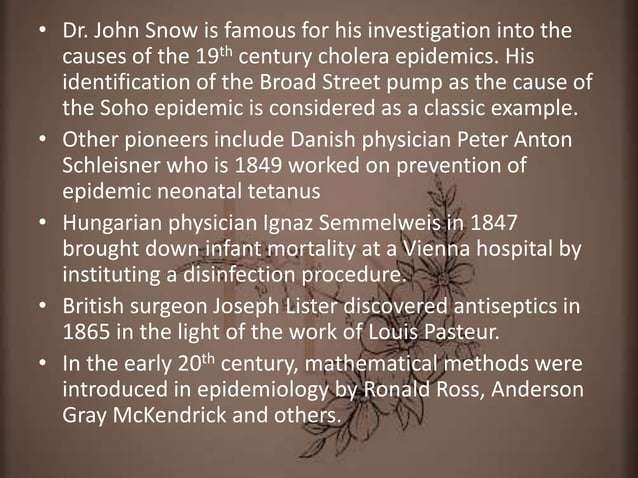 • Dr. John Snow is famous for his investigation into the
causes of the 19th century cholera epidemics. His
identification of the Broad Street pump as the cause of
the Soho epidemic is considered as a classic example.
• Other pioneers include Danish physician Peter Anton
Schleisner who is 1849 worked on prevention of
epidemic neonatal tetanus
• Hungarian physician Ignaz Semmelweis in 1847
brought down infant mortality at a Vienna hospital by
instituting a disinfection procedure.
• British surgeon Joseph Lister discovered antiseptics in
1865 in the light of the work of Louis Pasteur.
• In the early 20th century, mathematical methods were
introduced in epidemiology by Ronald Ross, Anderson
Gray McKendrick and others.